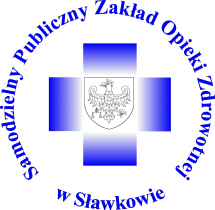 Samodzielny Publiczny Zakład Opieki Zdrowotnej
w Sławkowie